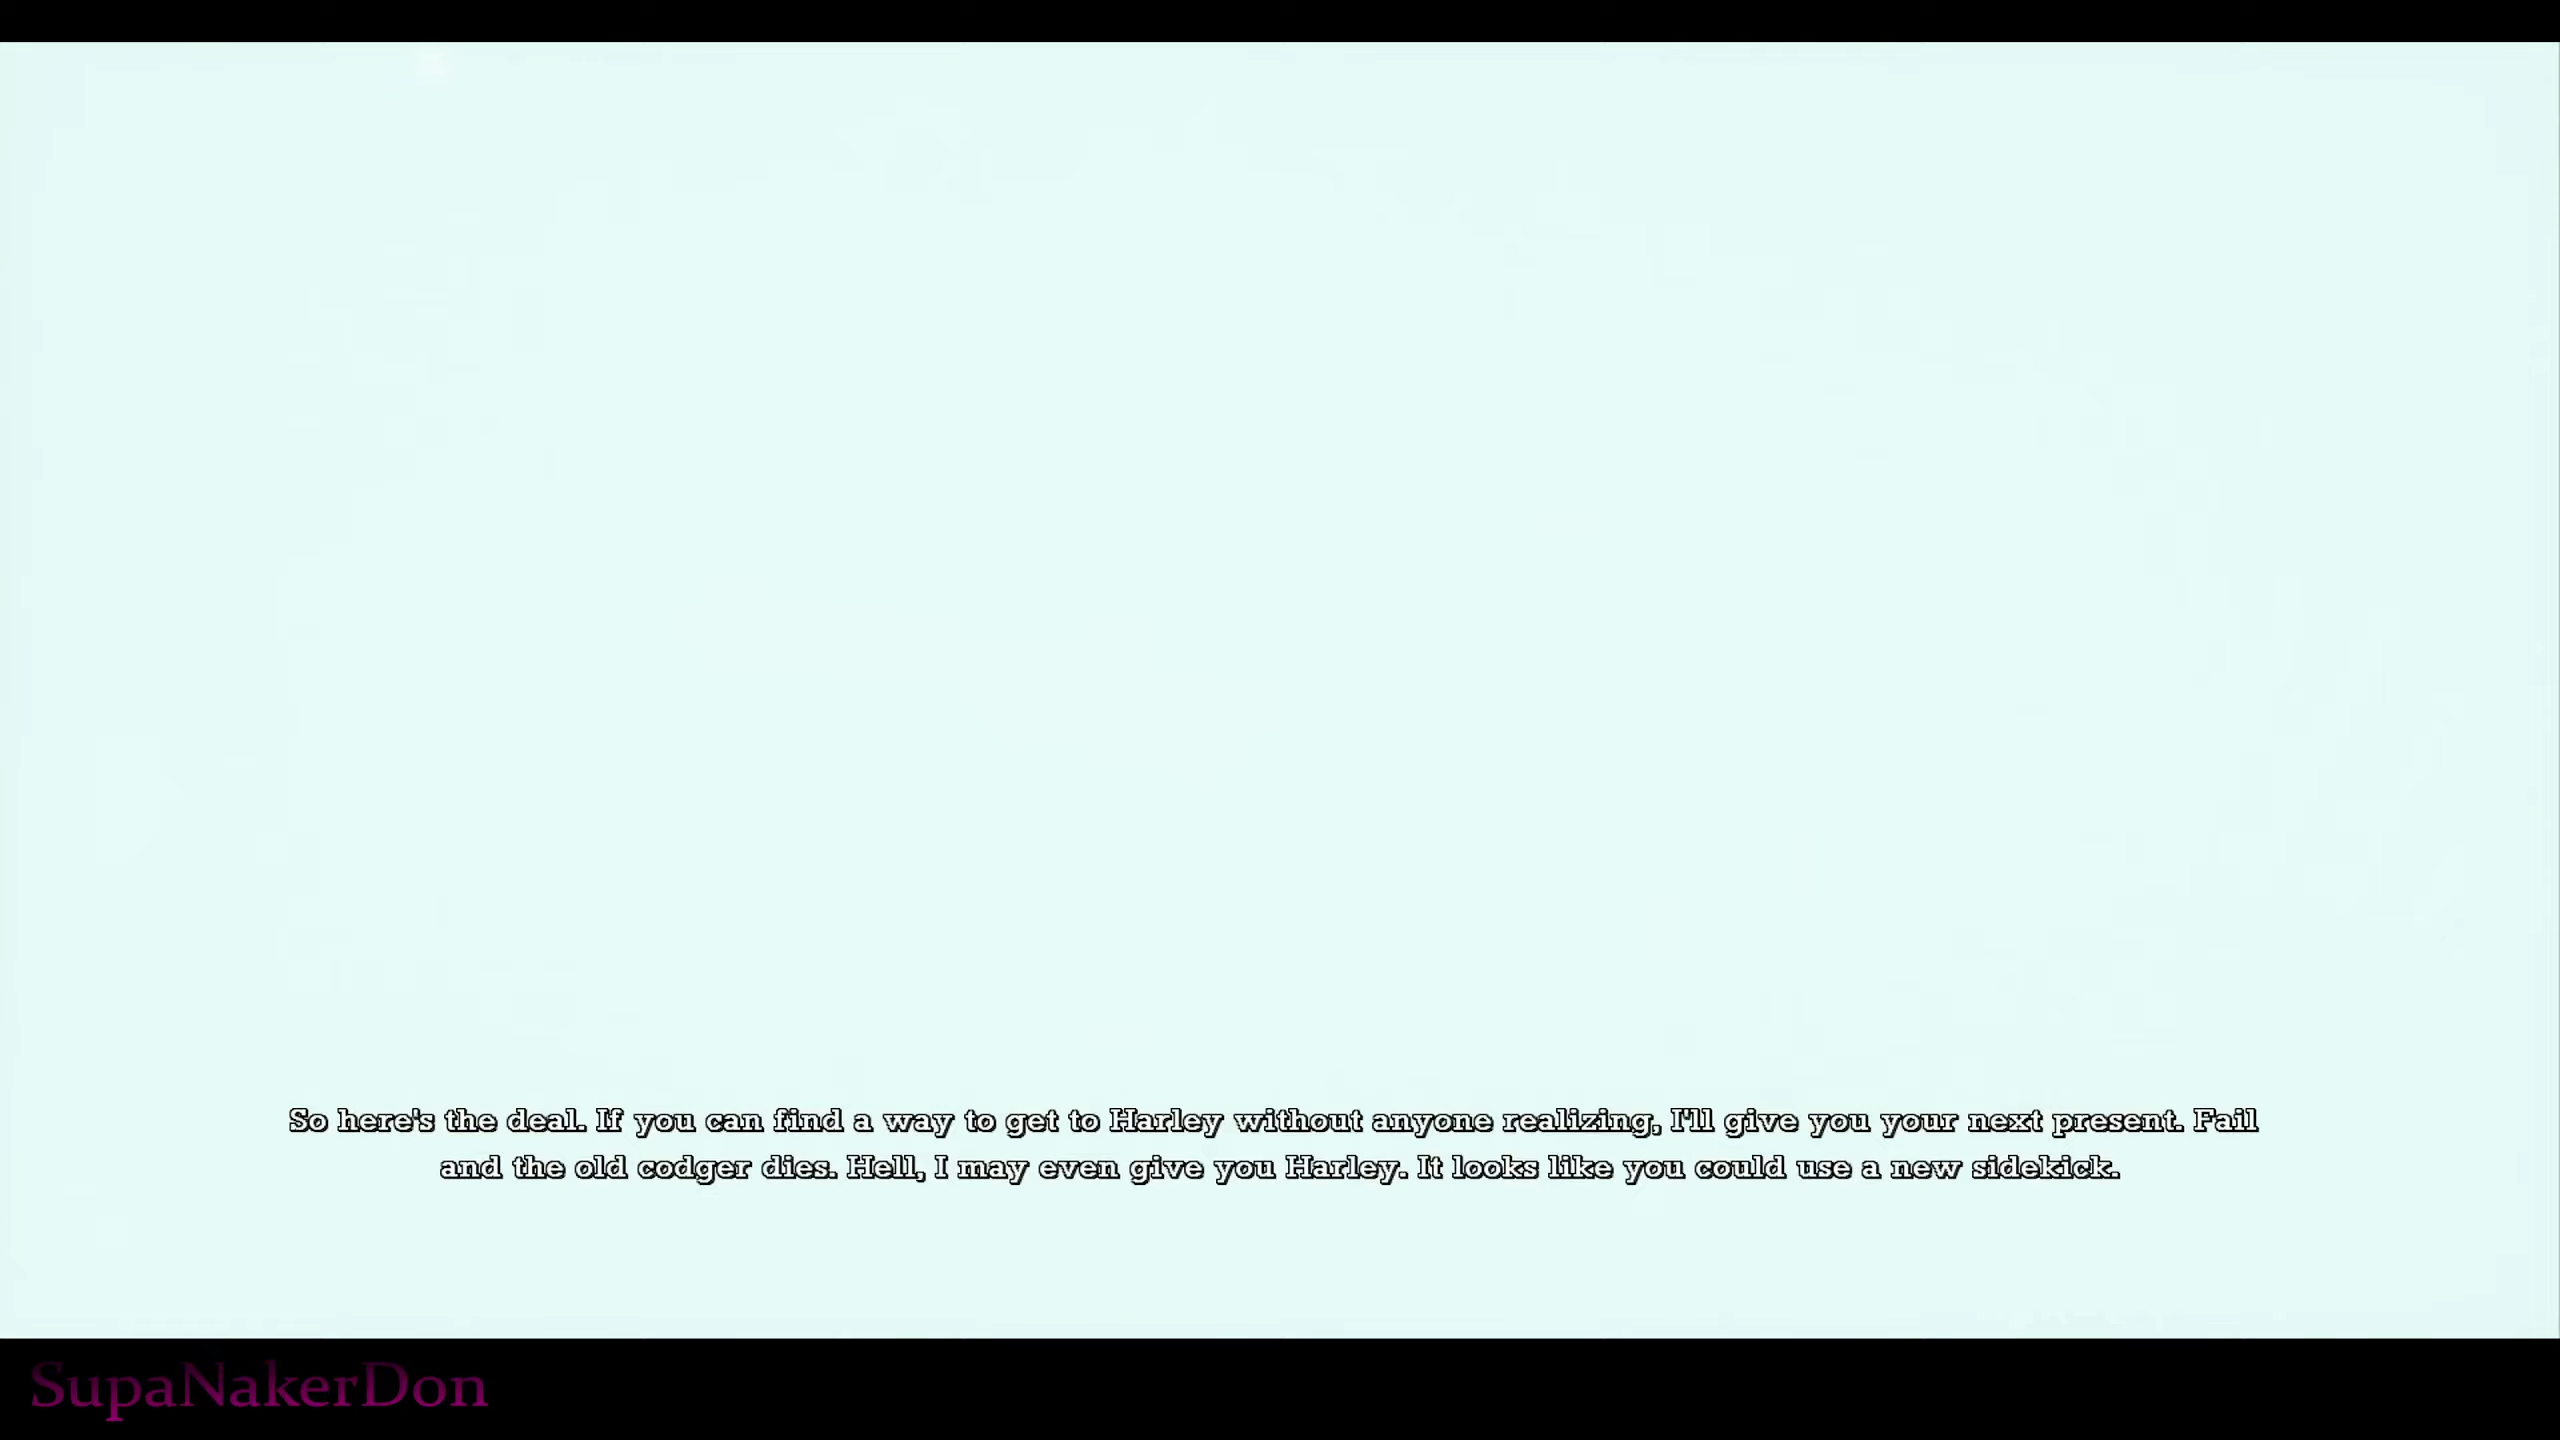 So here's the deal. If you can find a way to get to Harley without anyone realizing, I'll give you your next present. Fail
and the old codger dies. Hell, I may even give you Harley. It looks like you could use a new sidekick.
SupaNakerDon